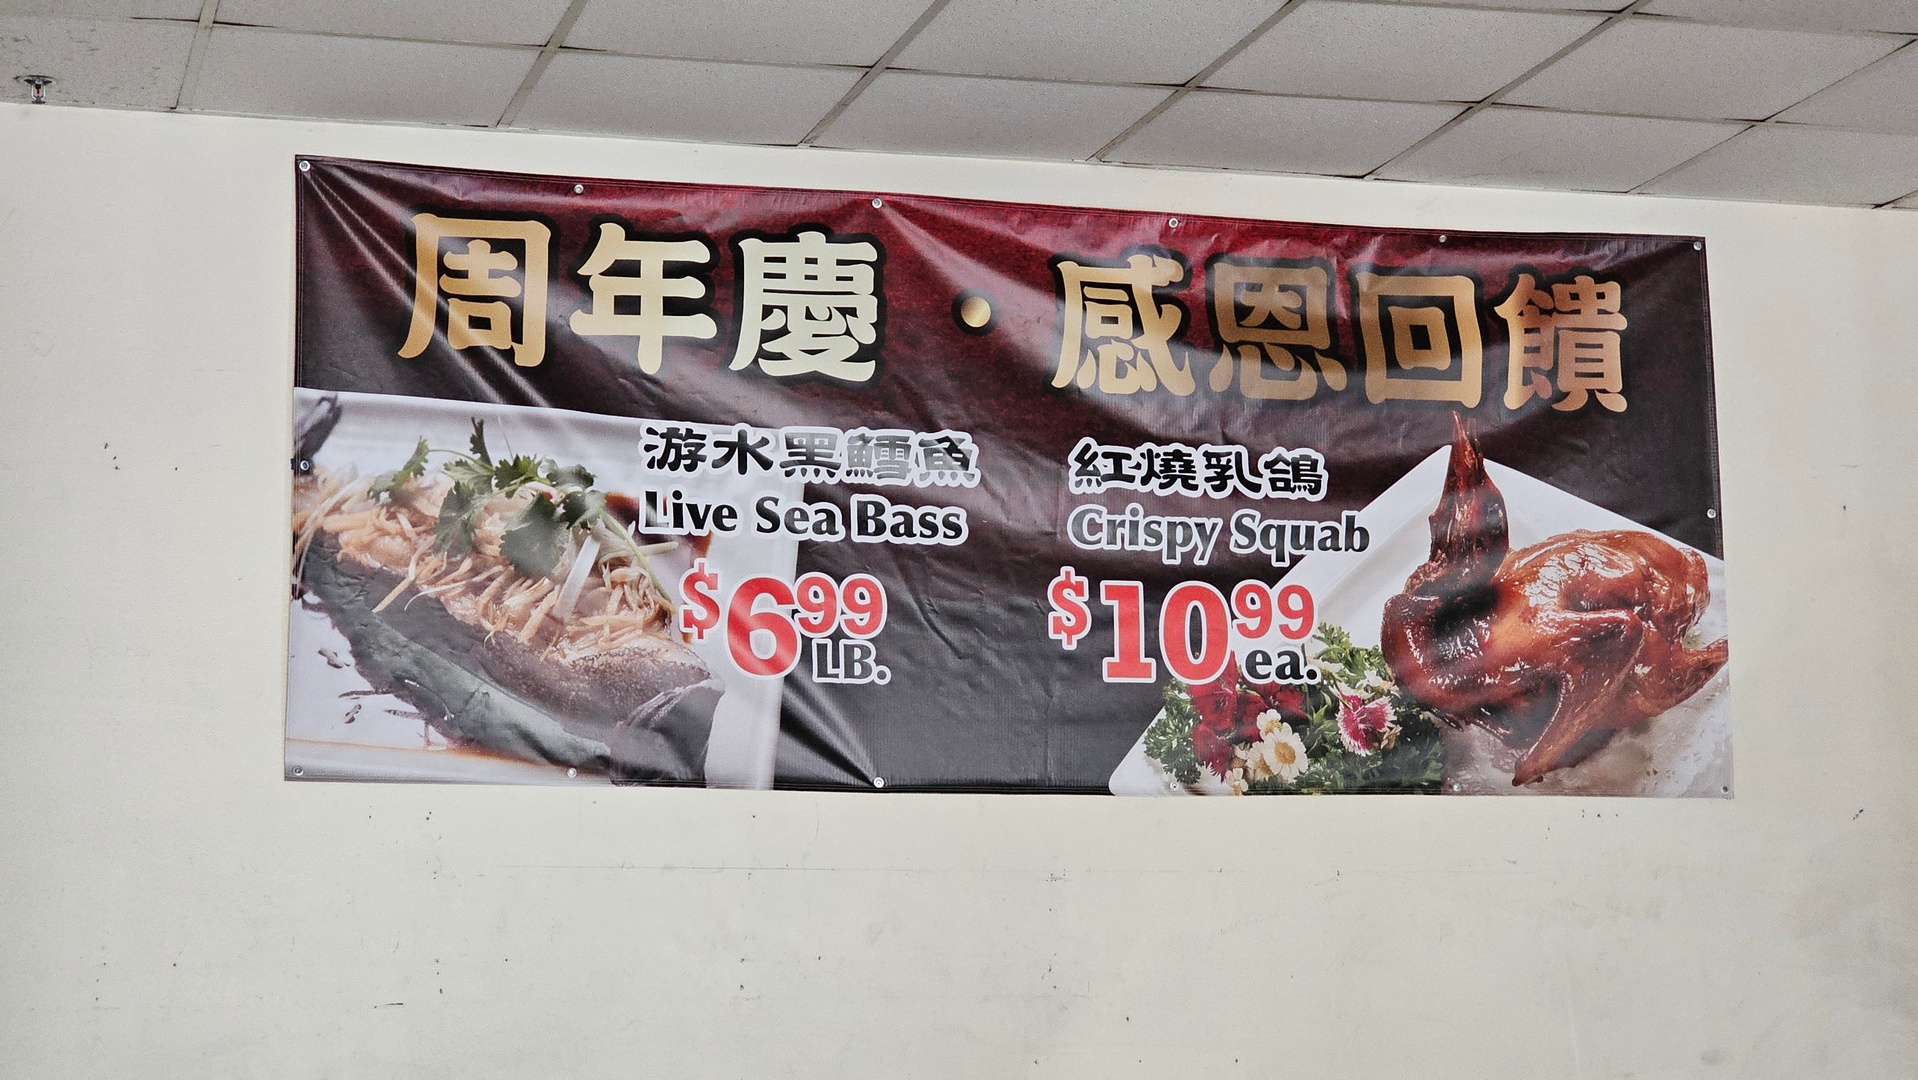 周年慶・感恩回饋
游水黑鱈魚
Live Sea Bass
$6.99
LB.
紅燒乳鴿
Crispy Squab
$10.99
ea.